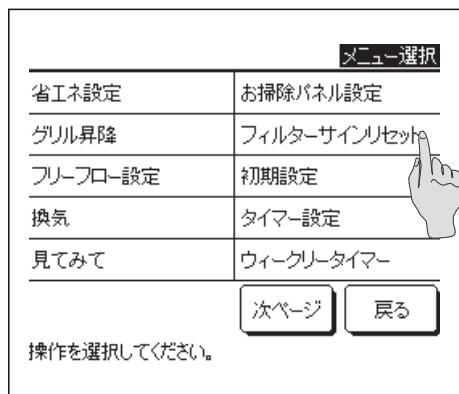 メニュー選択
省エネ設定 お掃除パネル設定
グリル昇降 フィルターサインリセット
フリーフロー設定 初期設定
換気 タイマー設定
見てみて ウィークリータイマー
次ページ 戻る
操作を選択してください。